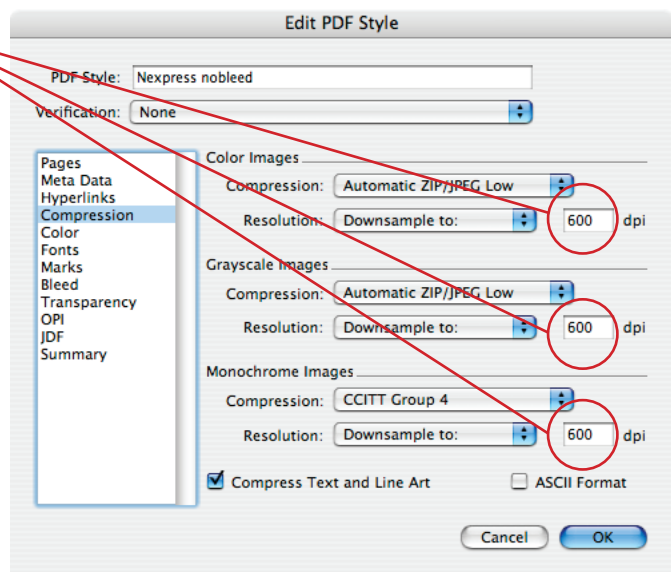 Edit PDF Style
PDF Style: Nexpress nobleed
Verification: None
Pages
Meta Data
Hyperlinks
Compression
Color
Fonts
Marks
Bleed
Transparency
OPI
JDF
Summary
Color Images
Compression: Automatic ZIP/JPEG Low
Resolution: Downsample to: 600 dpi
Grayscale Images
Compression: Automatic ZIP/JPEG Low
Resolution: Downsample to: 600 dpi
Monochrome Images
Compression: CCITT Group 4
Resolution: Downsample to: 600 dpi
Compress Text and Line Art ASCII Format
Cancel OK